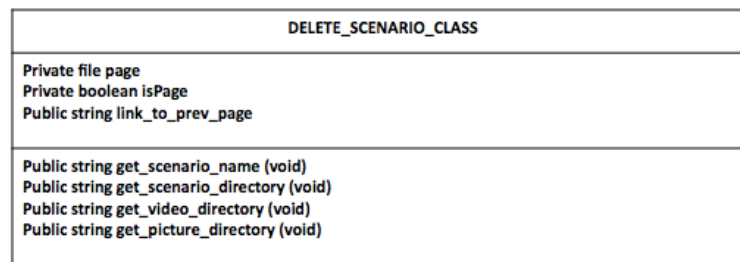 DELETE_SCENARIO_CLASS
Private file page
Private boolean isPage
Public string link_to_prev_page
Public string get_scenario_name (void)
Public string get_scenario_directory (void)
Public string get_video_directory (void)
Public string get_picture_directory (void)